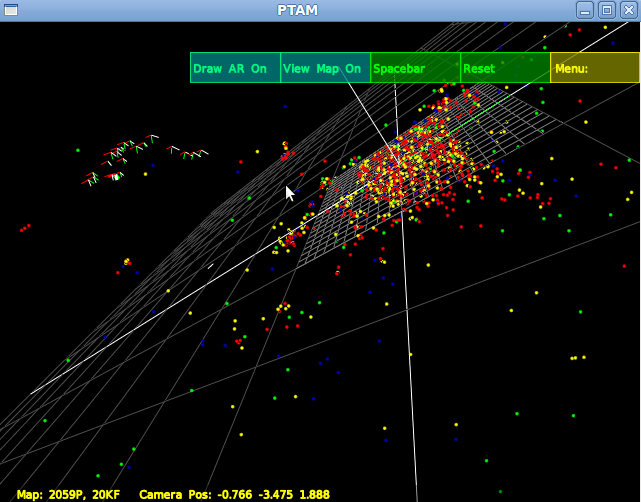 PTAM
Draw AR On View Map On Spacebar Reset Menu:
Map: 2059P, 20KF Camera Pos: -0.766 -3.475 1.888